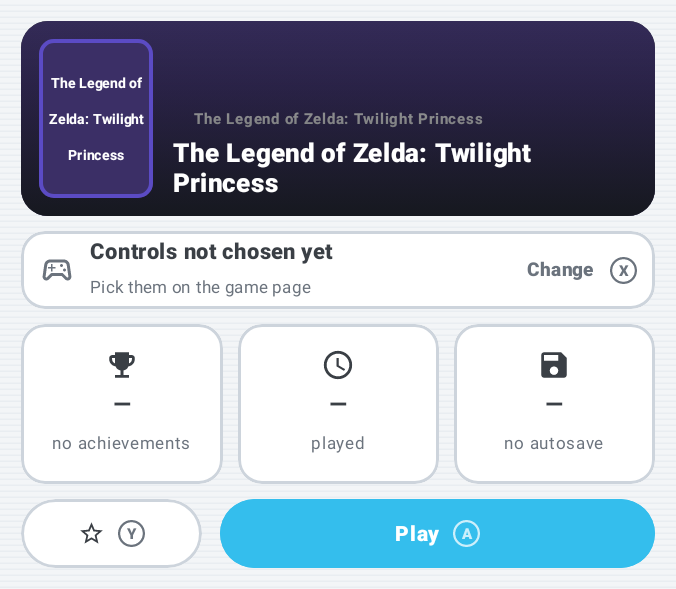 The Legend of
Zelda: Twilight
Princess
The Legend of Zelda: Twilight Princess
The Legend of Zelda: Twilight
Princess
Controls not chosen yet
Pick them on the game page
Change X
–
no achievements
–
played
–
no autosave
Y
Play A